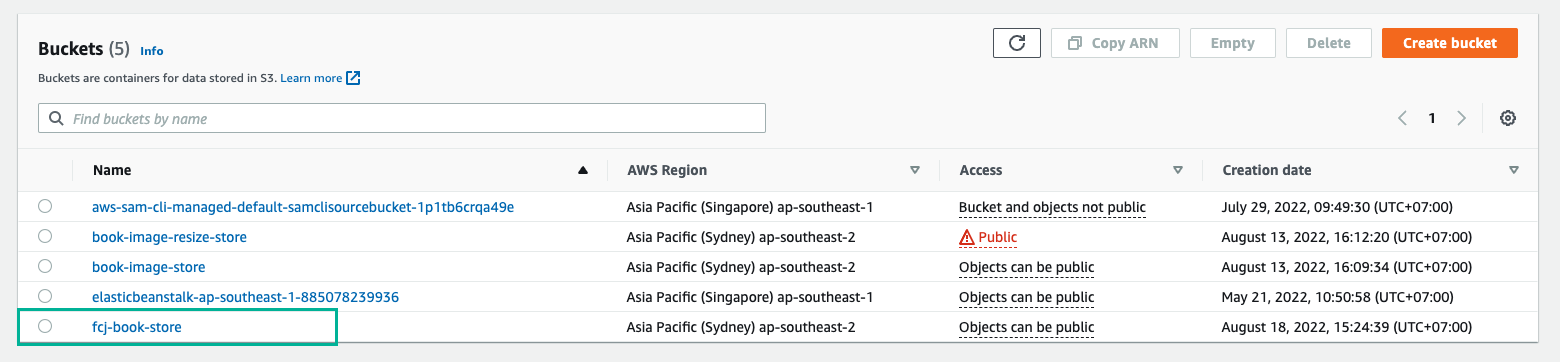 Buckets (5) Info
Copy ARN Empty Delete Create bucket
Buckets are containers for data stored in S3. Learn more
Find buckets by name
1
Name AWS Region Access Creation date
aws-sam-cli-managed-default-samclisourcebucket-1p1tb6crqa49e Asia Pacific (Singapore) ap-southeast-1 Bucket and objects not public July 29, 2022, 09:49:30 (UTC+07:00)
book-image-resize-store Asia Pacific (Sydney) ap-southeast-2 Public August 13, 2022, 16:12:20 (UTC+07:00)
book-image-store Asia Pacific (Sydney) ap-southeast-2 Objects can be public August 13, 2022, 16:09:34 (UTC+07:00)
elasticbeanstalk-ap-southeast-1-885078239936 Asia Pacific (Singapore) ap-southeast-1 Objects can be public May 21, 2022, 10:50:58 (UTC+07:00)
fcj-book-store Asia Pacific (Sydney) ap-southeast-2 Objects can be public August 18, 2022, 15:24:39 (UTC+07:00)